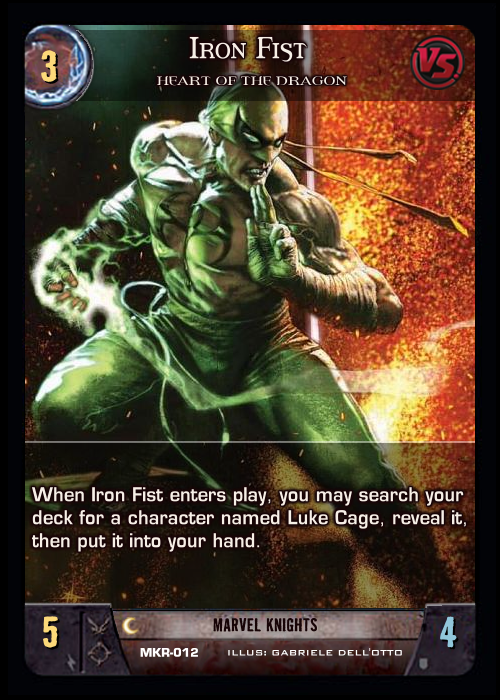 3
IRON FIST
VS
HEART OF THE DRAGON
When Iron Fist enters play, you may search your
deck for a character named Luke Cage, reveal it,
then put it into your hand.
5
MARVEL KNIGHTS
4
MKR-012 ILLUS: GABRIELE DELL'OTTO